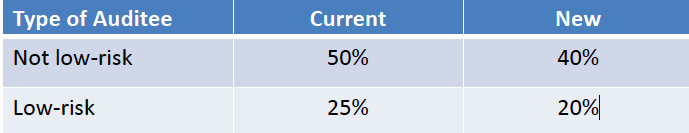 Type of Auditee Current New
Not low-risk 50% 40%
Low-risk 25% 20%